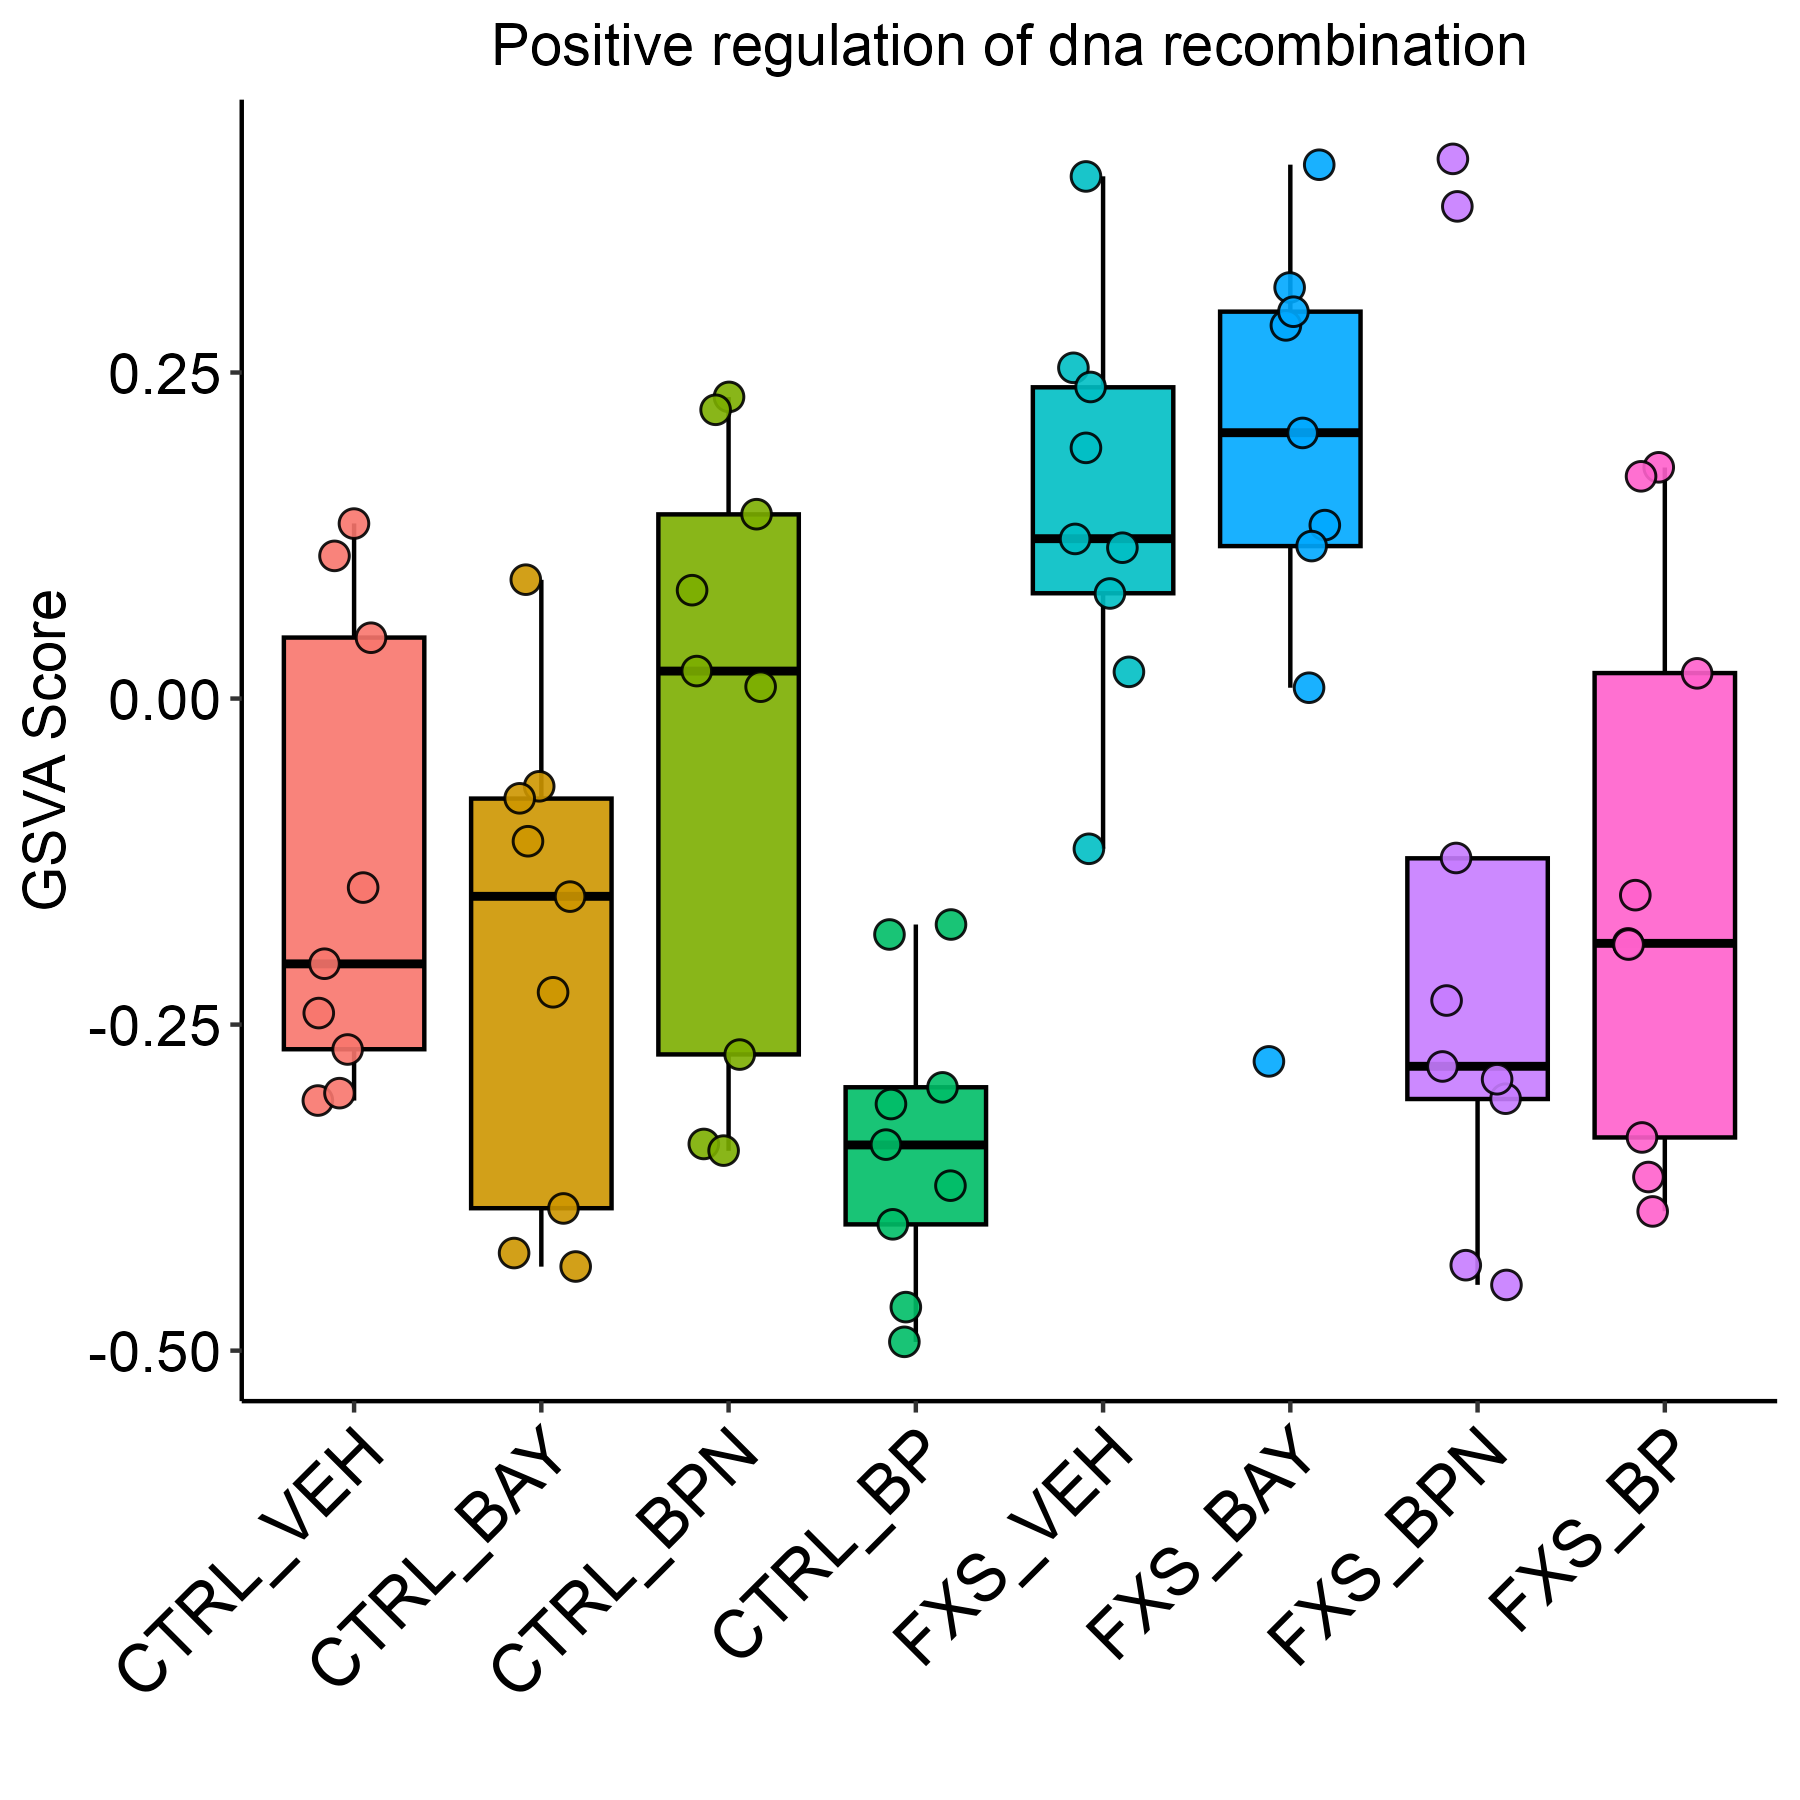 Positive regulation of dna recombination
GSVA Score
0.25
0.00
-0.25
-0.50
CTRL_VEH
CTRL_BAY
CTRL_BPN
CTRL_BP
FXS_VEH
FXS_BAY
FXS_BPN
FXS_BP